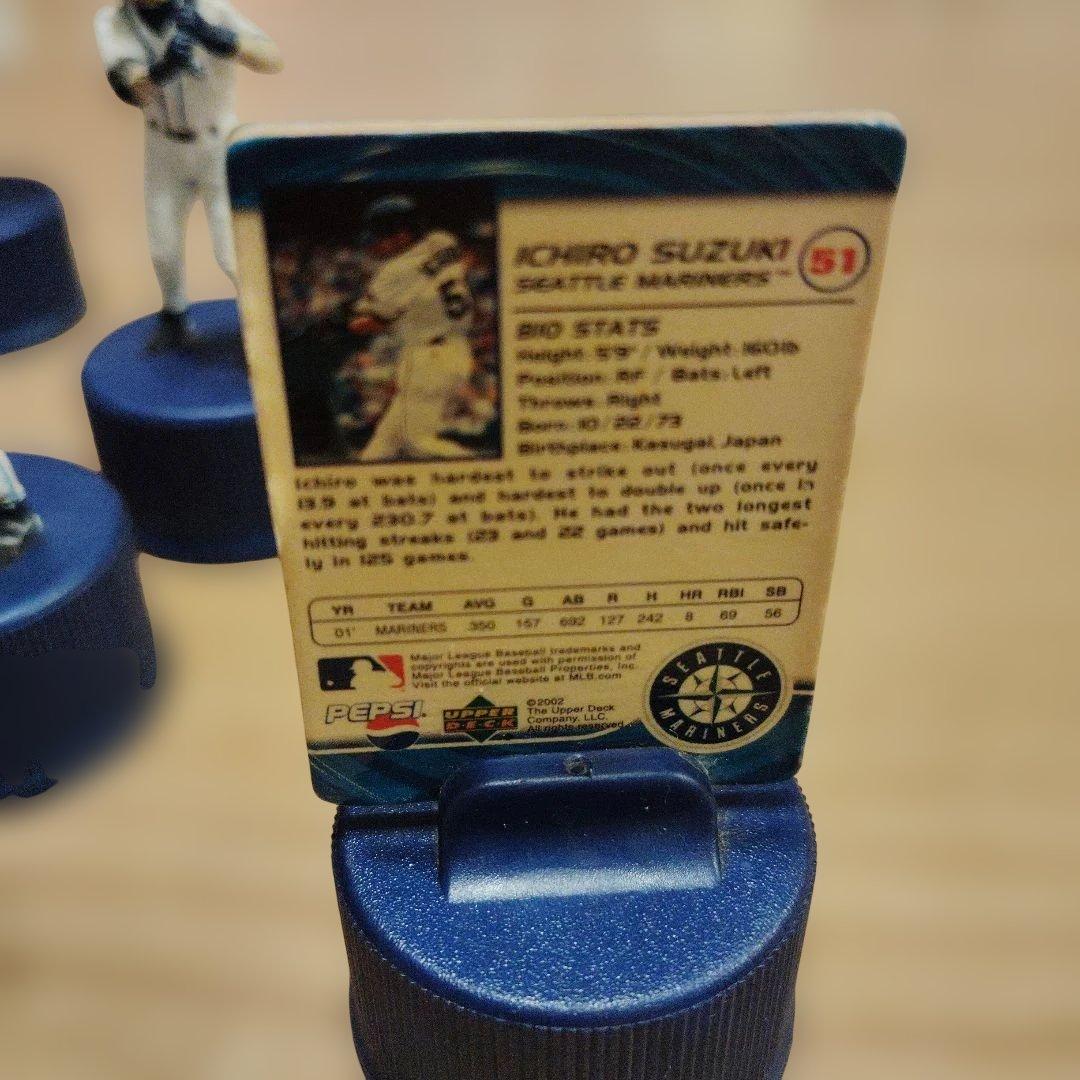 ICHIRO SUZUKI
SEATTLE MARINERS™
51
BIO STATS
Height: 5'9" / Weight: 160lb
Position: RF / Bats: Left
Throws: Right
Born: 10/22/73
Birthplace: Kasugai, Japan
Ichiro was hardest to strike out (once every
13.9 at bats) and hardest to double up (once in
every 230.7 at bats). He had the two longest
hitting streaks (23 and 22 games) and hit safe-
ly in 125 games.
YR TEAM AVG G AB R H HR RBI SB
01' MARINERS .350 157 692 127 242 8 69 56
Major League Baseball trademarks and
copyrights are used with permission of
Major League Baseball Properties, Inc.
Visit the official website at MLB.com
PEPSI
UPPER
DECK
©2002
The Upper Deck
Company, LLC.
All rights reserved.
SEATTLE
MARINERS